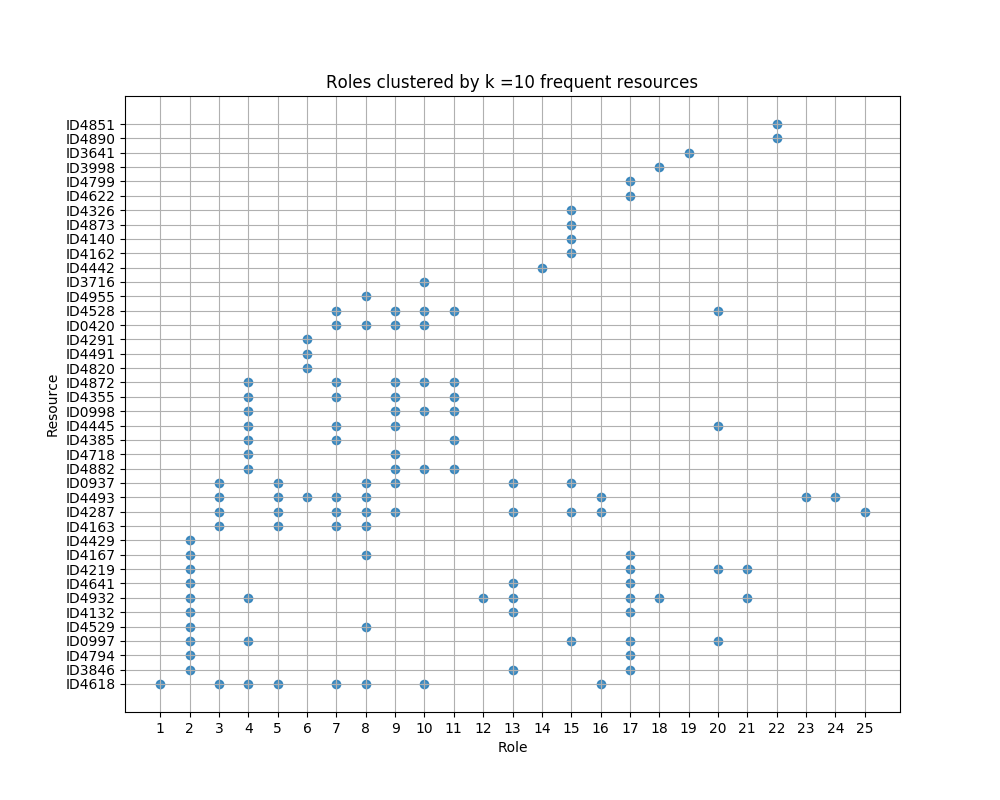 Roles clustered by k =10 frequent resources
ID4851
ID4890
ID3641
ID3998
ID4799
ID4622
ID4326
ID4873
ID4140
ID4162
ID4442
ID3716
ID4955
ID4528
ID0420
ID4291
ID4491
ID4820
ID4872
ID4355
ID0998
ID4445
ID4385
ID4718
ID4882
ID0937
ID4493
ID4287
ID4163
ID4429
ID4167
ID4219
ID4641
ID4932
ID4132
ID4529
ID0997
ID4794
ID3846
ID4618
Resource
1 2 3 4 5 6 7 8 9 10 11 12 13 14 15 16 17 18 19 20 21 22 23 24 25
Role